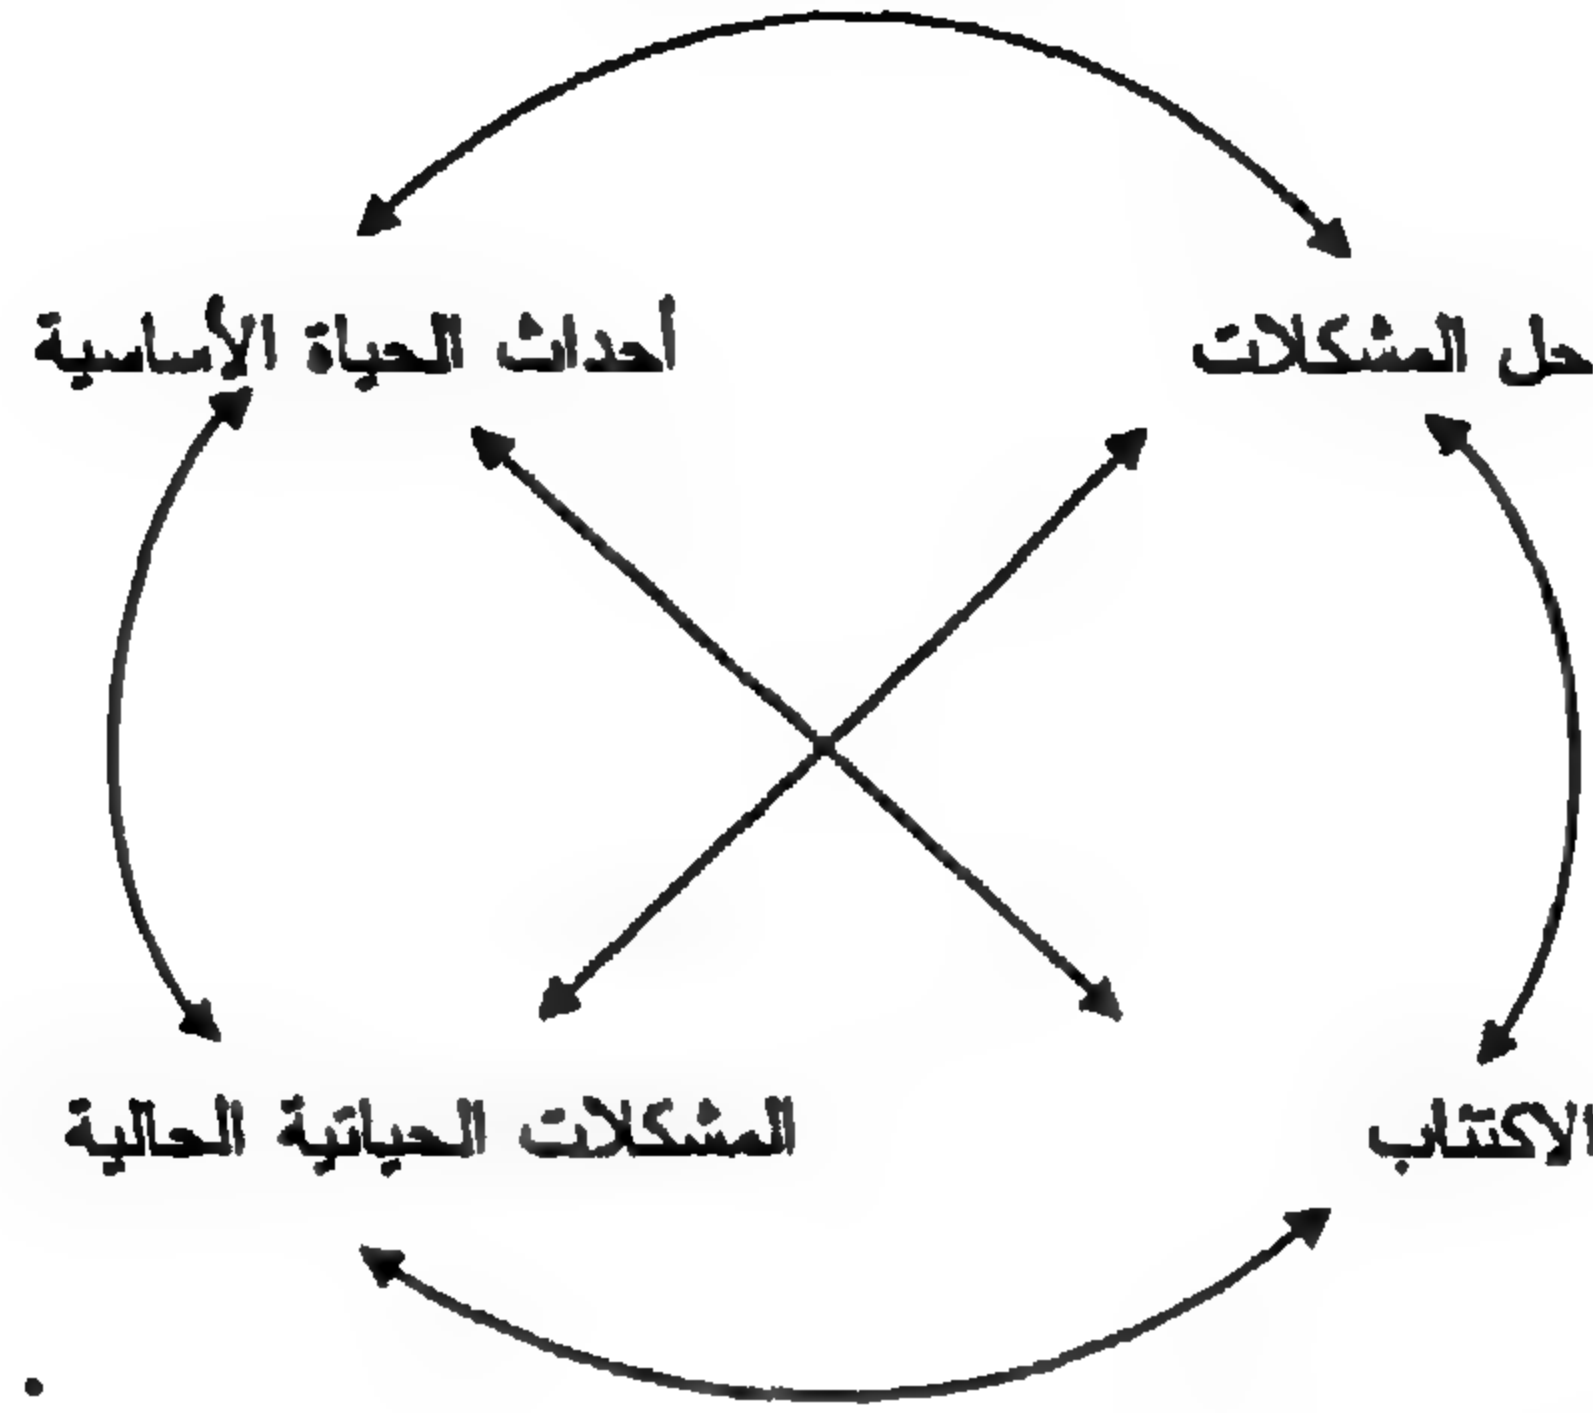 حل المشكلات
أحداث الحياة الأساسية
الاكتئاب
المشكلات الحياتية الحالية